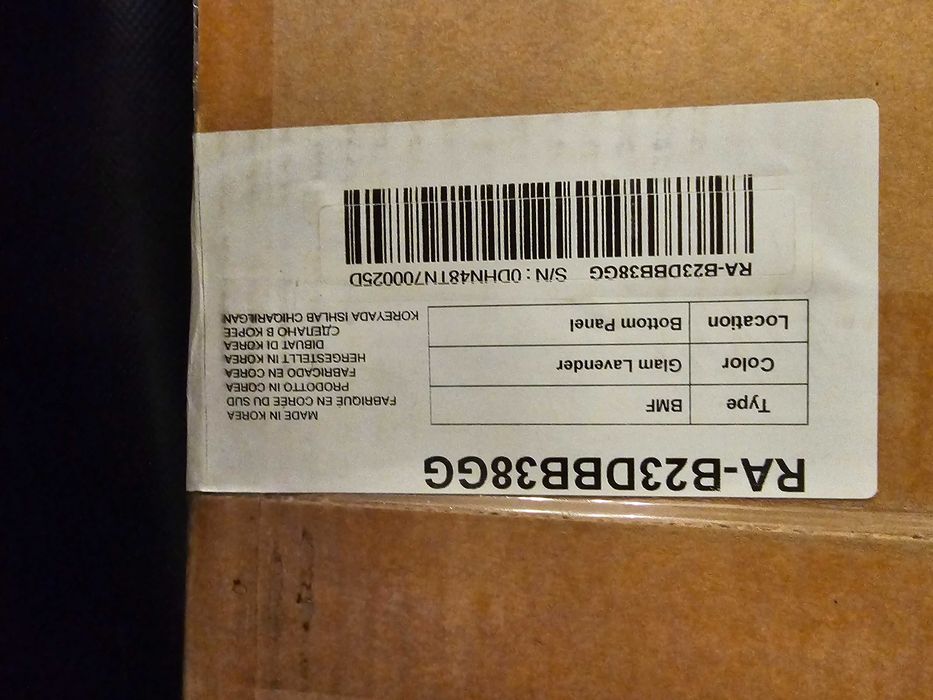 RA-B23DBB38GG
Type BMF
Color Glam Lavender
Location Bottom Panel
MADE IN KOREA
FABRIQUÉ EN CORÉE DU SUD
PRODOTTO IN COREA
FABRICADO EN COREA
HERGESTELLT IN KOREA
DIBUAT DI KOREA
СДЕЛАНО В КОРЕЕ
KOREYADA ISHLAB CHIQARILGAN
RA-B23DBB38GG S/N : 0DHN48TN700025D